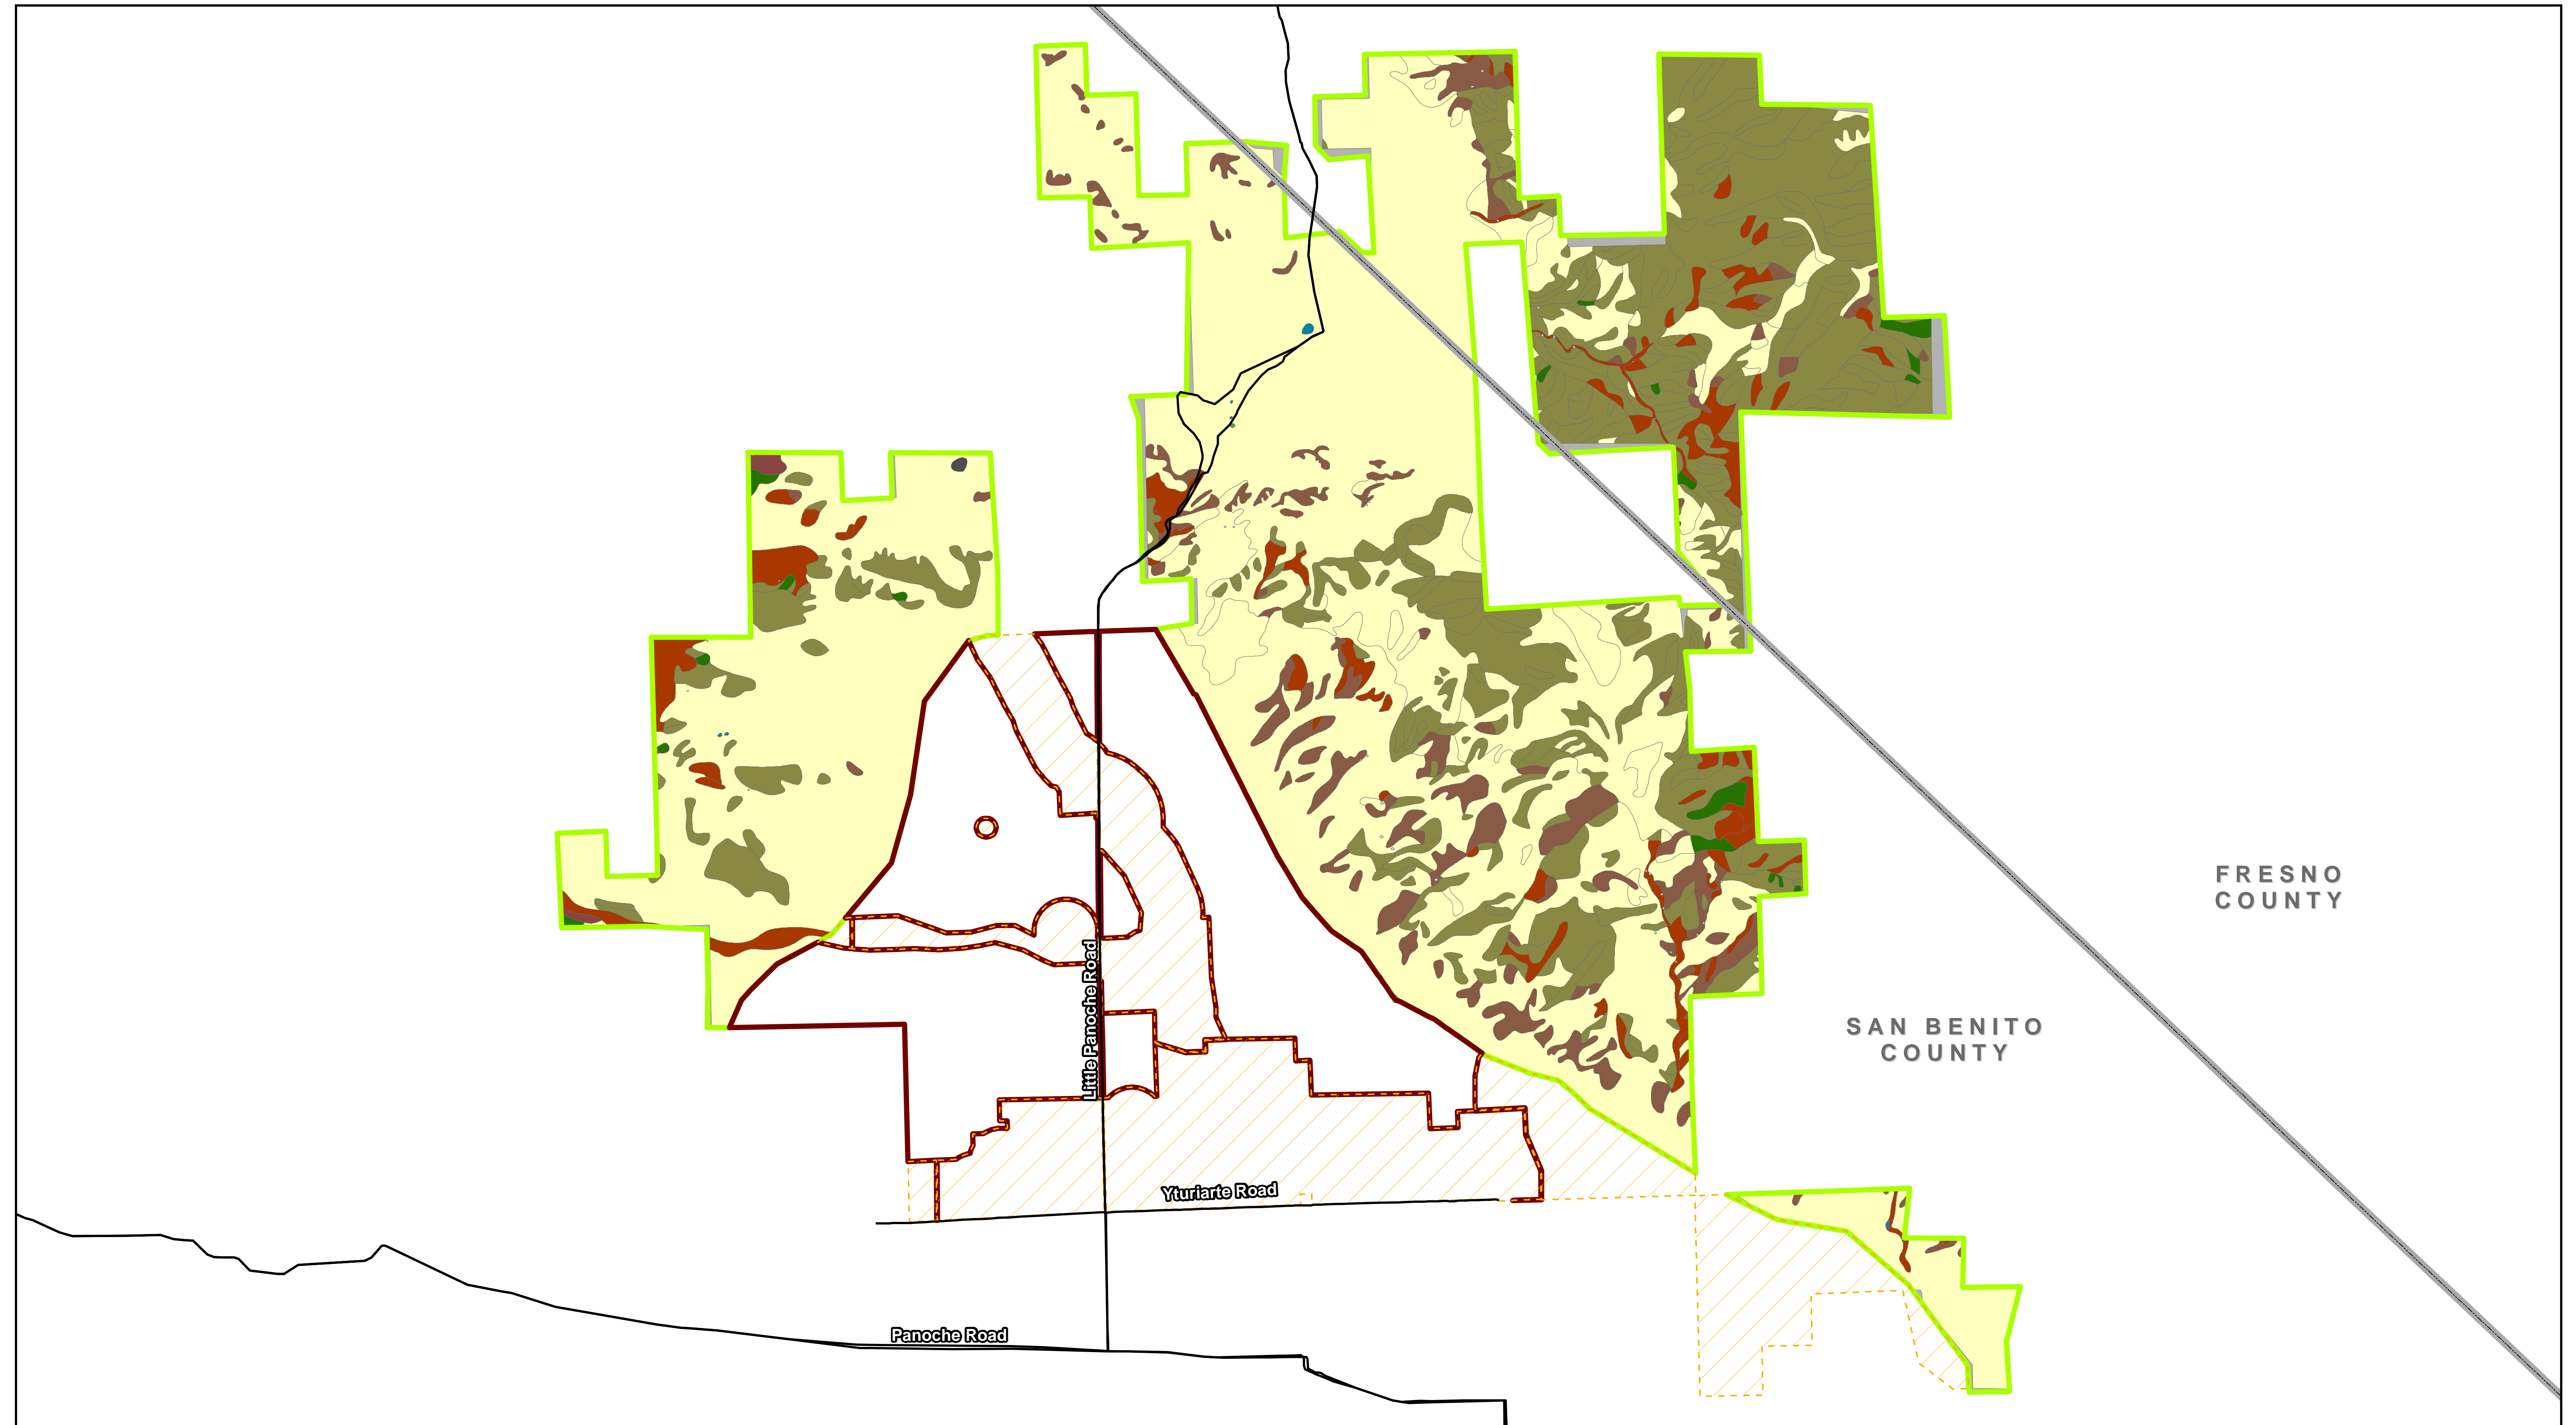 FRESNO
COUNTY
Little Panoche Road
SAN BENITO
COUNTY
Yturiarte Road
Panoche Road